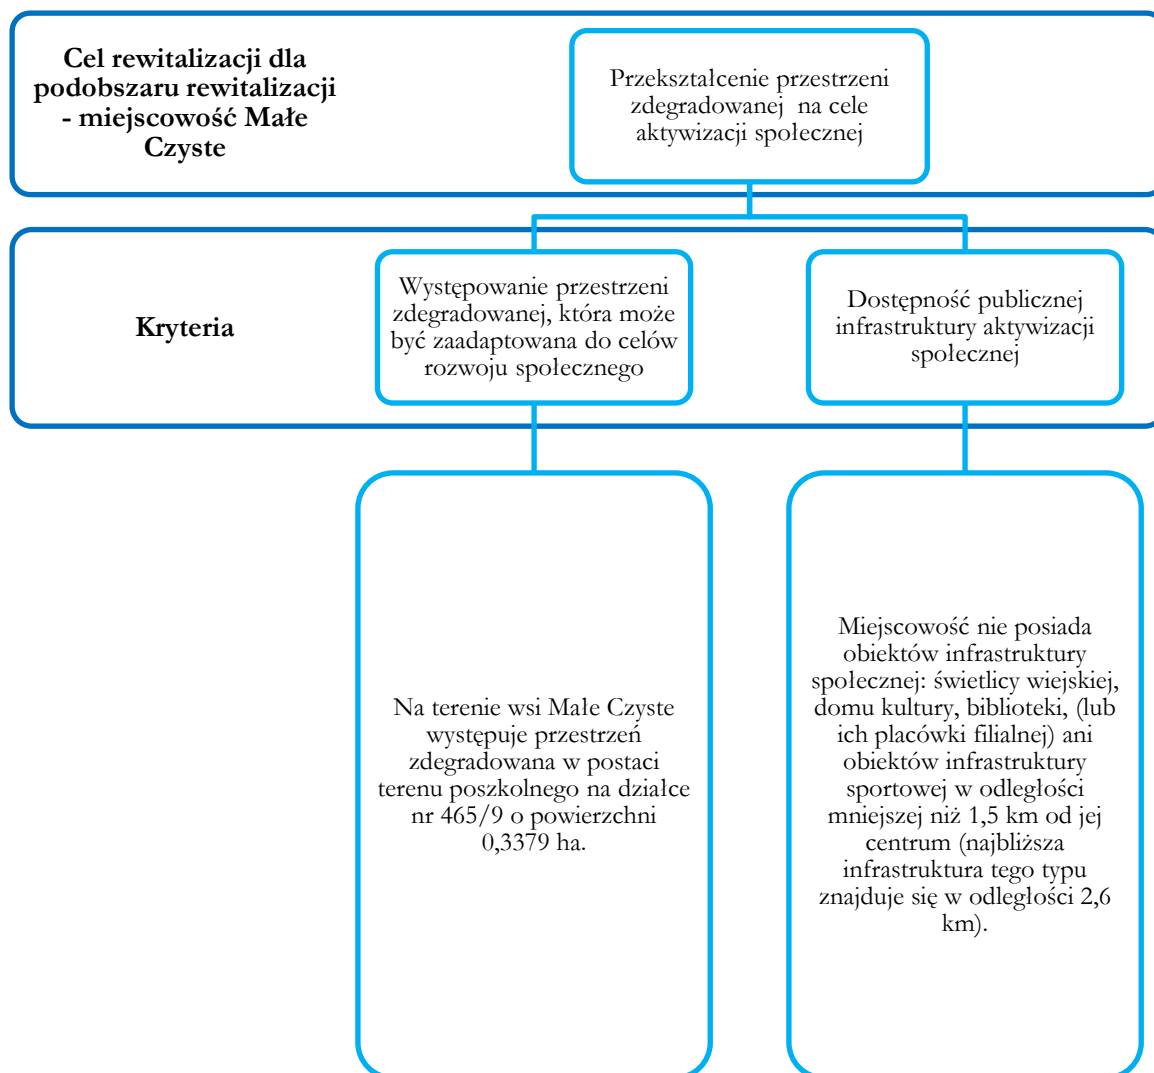 Cel rewitalizacji dla
podobszaru rewitalizacji
- miejscowość Małe
Czyste
Przekształcenie przestrzeni
zdegradowanej na cele
aktywizacji społecznej
Kryteria
Występowanie przestrzeni
zdegradowanej, która może
być zaadaptowana do celów
rozwoju społecznego
Dostępność publicznej
infrastruktury aktywizacji
społecznej
Na terenie wsi Małe Czyste
występuje przestrzeń
zdegradowana w postaci
terenu poszkolnego na działce
nr 465/9 o powierzchni
0,3379 ha.
Miejscowość nie posiada
obiektów infrastruktury
społecznej: świetlicy wiejskiej,
domu kultury, biblioteki, (lub
ich placówki filialnej) ani
obiektów infrastruktury
sportowej w odległości
mniejszej niż 1,5 km od jej
centrum (najbliższa
infrastruktura tego typu
znajduje się w odległości 2,6
km).